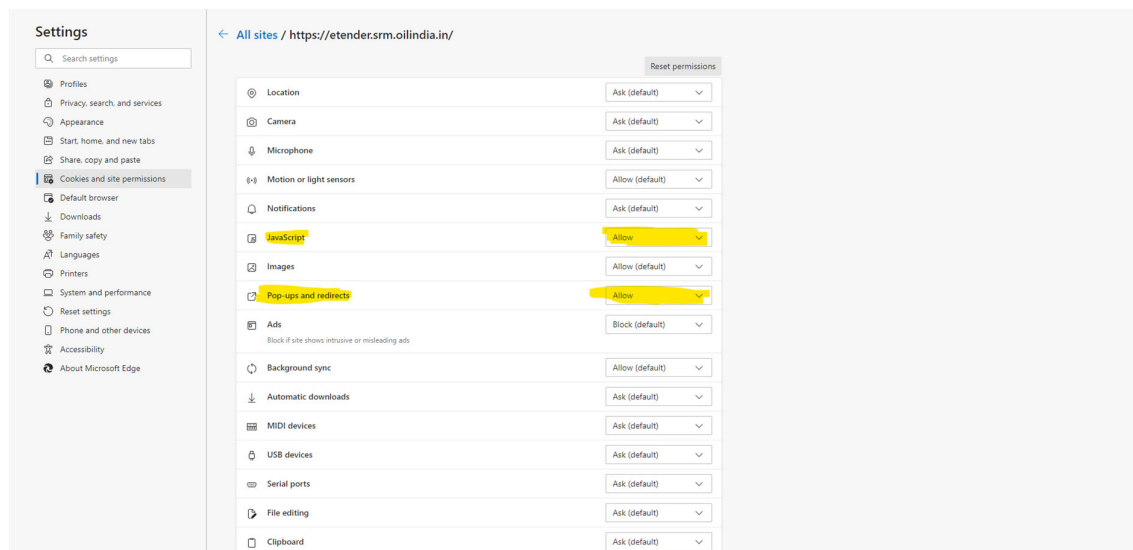 Settings
Search settings
Profiles
Privacy, search, and services
Appearance
Start, home, and new tabs
Share, copy and paste
Cookies and site permissions
Default browser
Downloads
Family safety
Languages
Printers
System and performance
Reset settings
Phone and other devices
Accessibility
About Microsoft Edge
All sites / https://etender.srm.oilindia.in/
Reset permissions
Location Ask (default)
Camera Ask (default)
Microphone Ask (default)
Motion or light sensors Allow (default)
Notifications Ask (default)
JavaScript Allow
Images Allow (default)
Pop-ups and redirects Allow
Ads Block (default)
Block if site shows intrusive or misleading ads
Background sync Allow (default)
Automatic downloads Ask (default)
MIDI devices Ask (default)
USB devices Ask (default)
Serial ports Ask (default)
File editing Ask (default)
Clipboard Ask (default)